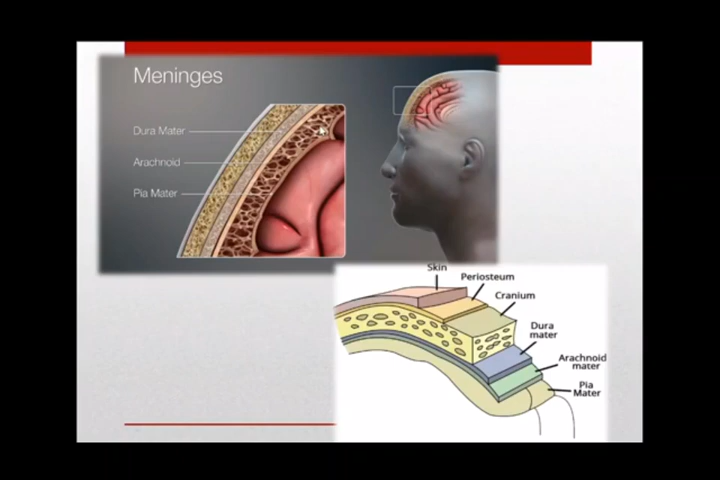 Meninges
Dura Mater
Arachnoid
Pia Mater
Skin
Periosteum
Cranium
Dura
mater
Arachnoid
mater
Pia
Mater